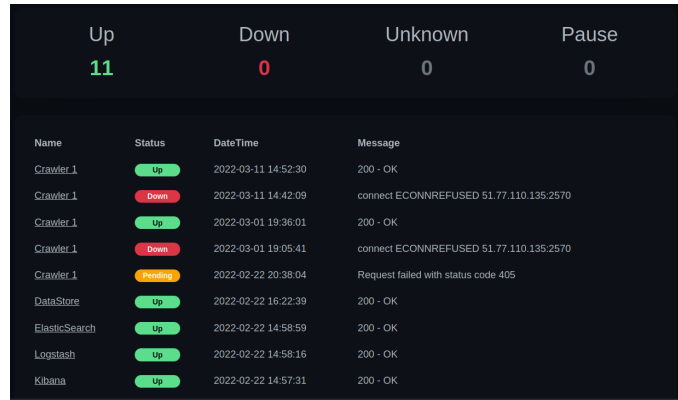 Up Down Unknown Pause
11 0 0 0
Name Status DateTime Message
Crawler 1 Up 2022-03-11 14:52:30 200 - OK
Crawler 1 Down 2022-03-11 14:42:09 connect ECONNREFUSED 51.77.110.135:2570
Crawler 1 Up 2022-03-01 19:36:01 200 - OK
Crawler 1 Down 2022-03-01 19:05:41 connect ECONNREFUSED 51.77.110.135:2570
Crawler 1 Pending 2022-02-22 20:38:04 Request failed with status code 405
DataStore Up 2022-02-22 16:22:39 200 - OK
ElasticSearch Up 2022-02-22 14:58:59 200 - OK
Logstash Up 2022-02-22 14:58:16 200 - OK
Kibana Up 2022-02-22 14:57:31 200 - OK